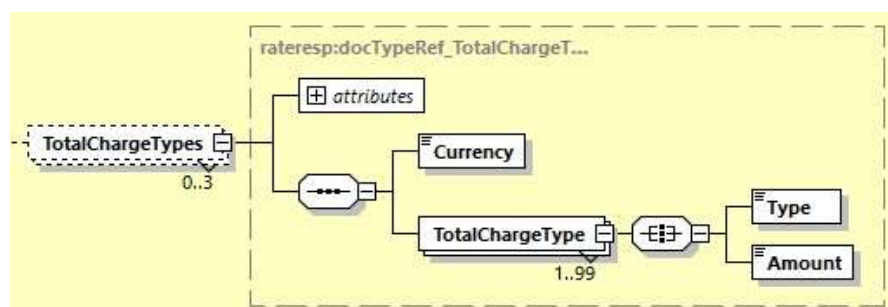 rateresp:docTypeRef_TotalChargeT...
attributes
TotalChargeTypes
0..3
Currency
TotalChargeType
1..99
Type
Amount